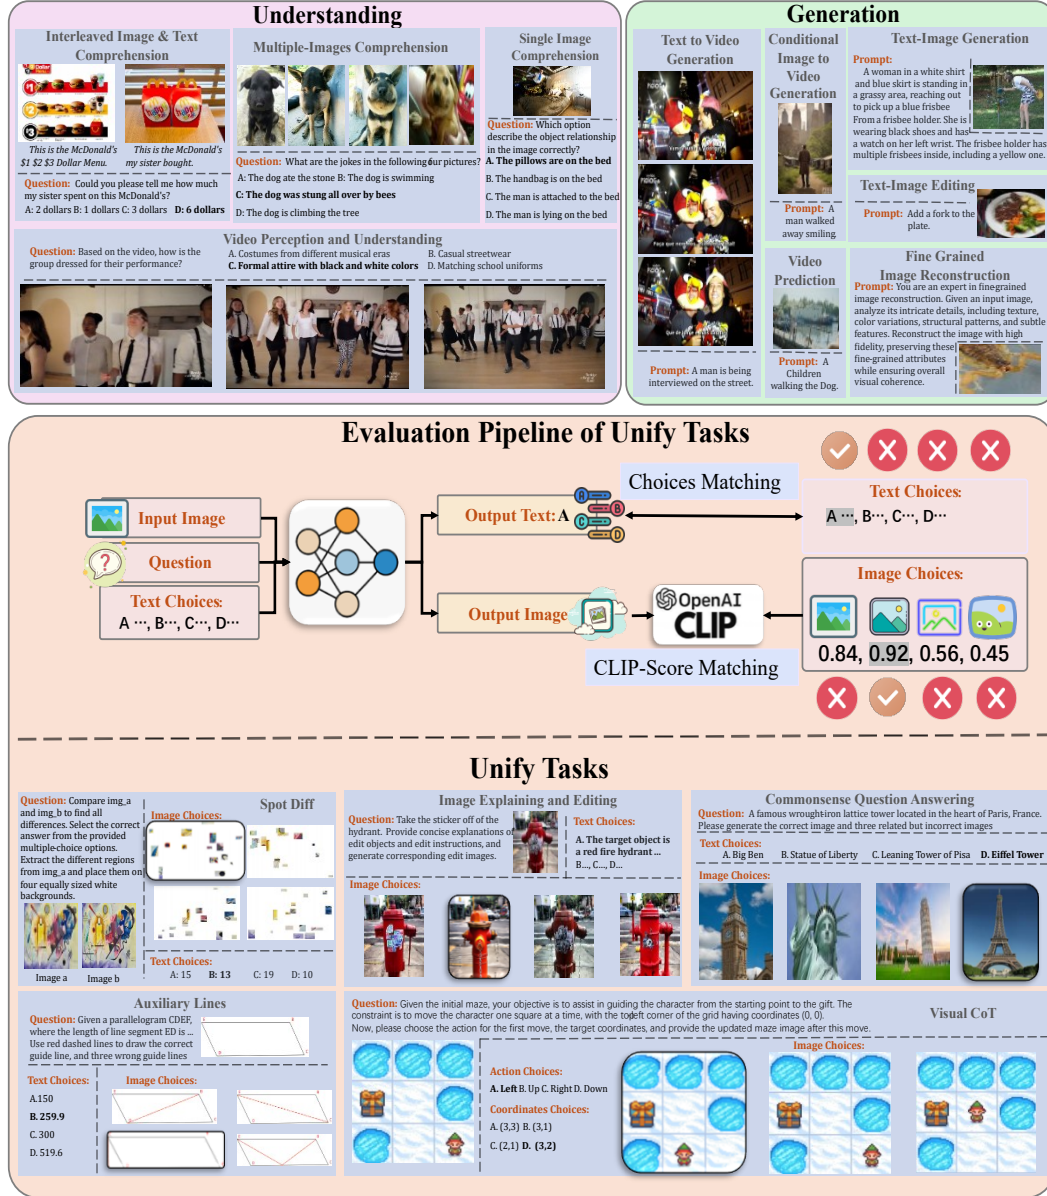 Understanding
Interleaved Image & Text
Comprehension
This is the McDonald's
$1 $2 $3 Dollar Menu.
This is the McDonald's
my sister bought.
Question: Could you please tell me how much
my sister spent on this McDonald's?
A: 2 dollars B: 1 dollars C: 3 dollars D: 6 dollars
Multiple-Images Comprehension
Question: What are the jokes in the following four pictures?
A: The dog ate the stone B: The dog is swimming
C: The dog was stung all over by bees
D: The dog is climbing the tree
Single Image
Comprehension
Question: Which option
describe the object relationship
in the image correctly?
A. The pillows are on the bed
B. The handbag is on the bed
C. The man is attached to the bed
D. The man is lying on the bed
Video Perception and Understanding
Question: Based on the video, how is the
group dressed for their performance?
A. Costumes from different musical eras
B. Casual streetwear
C. Formal attire with black and white colors
D. Matching school uniforms
Generation
Text to Video
Generation
Prompt: A man is being
interviewed on the street.
Conditional
Image to
Video
Generation
Prompt: A
man walked
away smiling.
Video
Prediction
Prompt: A
Children
walking the Dog.
Text-Image Generation
Prompt:
A woman in a white shirt
and blue skirt is standing in
a grassy area, reaching out
to pick up a blue frisbee
From a frisbee holder. She is
wearing black shoes and has
a watch on her left wrist. The frisbee holder has
multiple frisbees inside, including a yellow one.
Text-Image Editing
Prompt: Add a fork to the
plate.
Fine Grained
Image Reconstruction
Prompt: You are an expert in finegrained
image reconstruction. Given an input image,
analyze its intricate details, including texture,
color variations, structural patterns, and subtle
features. Reconstruct the image with high
fidelity, preserving these
fine-grained attributes
while ensuring overall
visual coherence.
Evaluation Pipeline of Unify Tasks
Input Image
Question
Text Choices:
A ···, B···, C···, D···
Output Text: A
A
B
C
D
Output Image
Choices Matching
OpenAI
CLIP
CLIP-Score Matching
Text Choices:
A ···, B···, C···, D···
Image Choices:
0.84, 0.92, 0.56, 0.45
Unify Tasks
Spot Diff
Question: Compare img_a
and img_b to find all
differences. Select the correct
answer from the provided
multiple-choice options.
Extract the different regions
from img_a and place them on
four equally sized white
backgrounds.
Image a
Image b
Image Choices:
Text Choices:
A: 15 B: 13 C: 19 D: 10
Image Explaining and Editing
Question: Take the sticker off of the
hydrant. Provide concise explanations of
edit objects and edit instructions, and
generate corresponding edit images.
Text Choices:
A. The target object is
a red fire hydrant ...
B..., C..., D...
Image Choices:
Commonsense Question Answering
Question: A famous wrought-iron lattice tower located in the heart of Paris, France.
Please generate the correct image and three related but incorrect images
Text Choices:
A. Big Ben B. Statue of Liberty C. Leaning Tower of Pisa D. Eiffel Tower
Image Choices:
Auxiliary Lines
Question: Given a parallelogram CDEF,
where the length of line segment ED is ...
Use red dashed lines to draw the correct
guide line, and three wrong guide lines
Text Choices:
A.150
B. 259.9
C. 300
D. 519.6
Image Choices:
Visual CoT
Question: Given the initial maze, your objective is to assist in guiding the character from the starting point to the gift. The
constraint is to move the character one square at a time, with the top-left corner of the grid having coordinates (0, 0).
Now, please choose the action for the first move, the target coordinates, and provide the updated maze image after this move.
Action Choices:
A. Left B. Up C. Right D. Down
Coordinates Choices:
A. (3,3) B. (3,1)
C. (2,1) D. (3,2)
Image Choices: